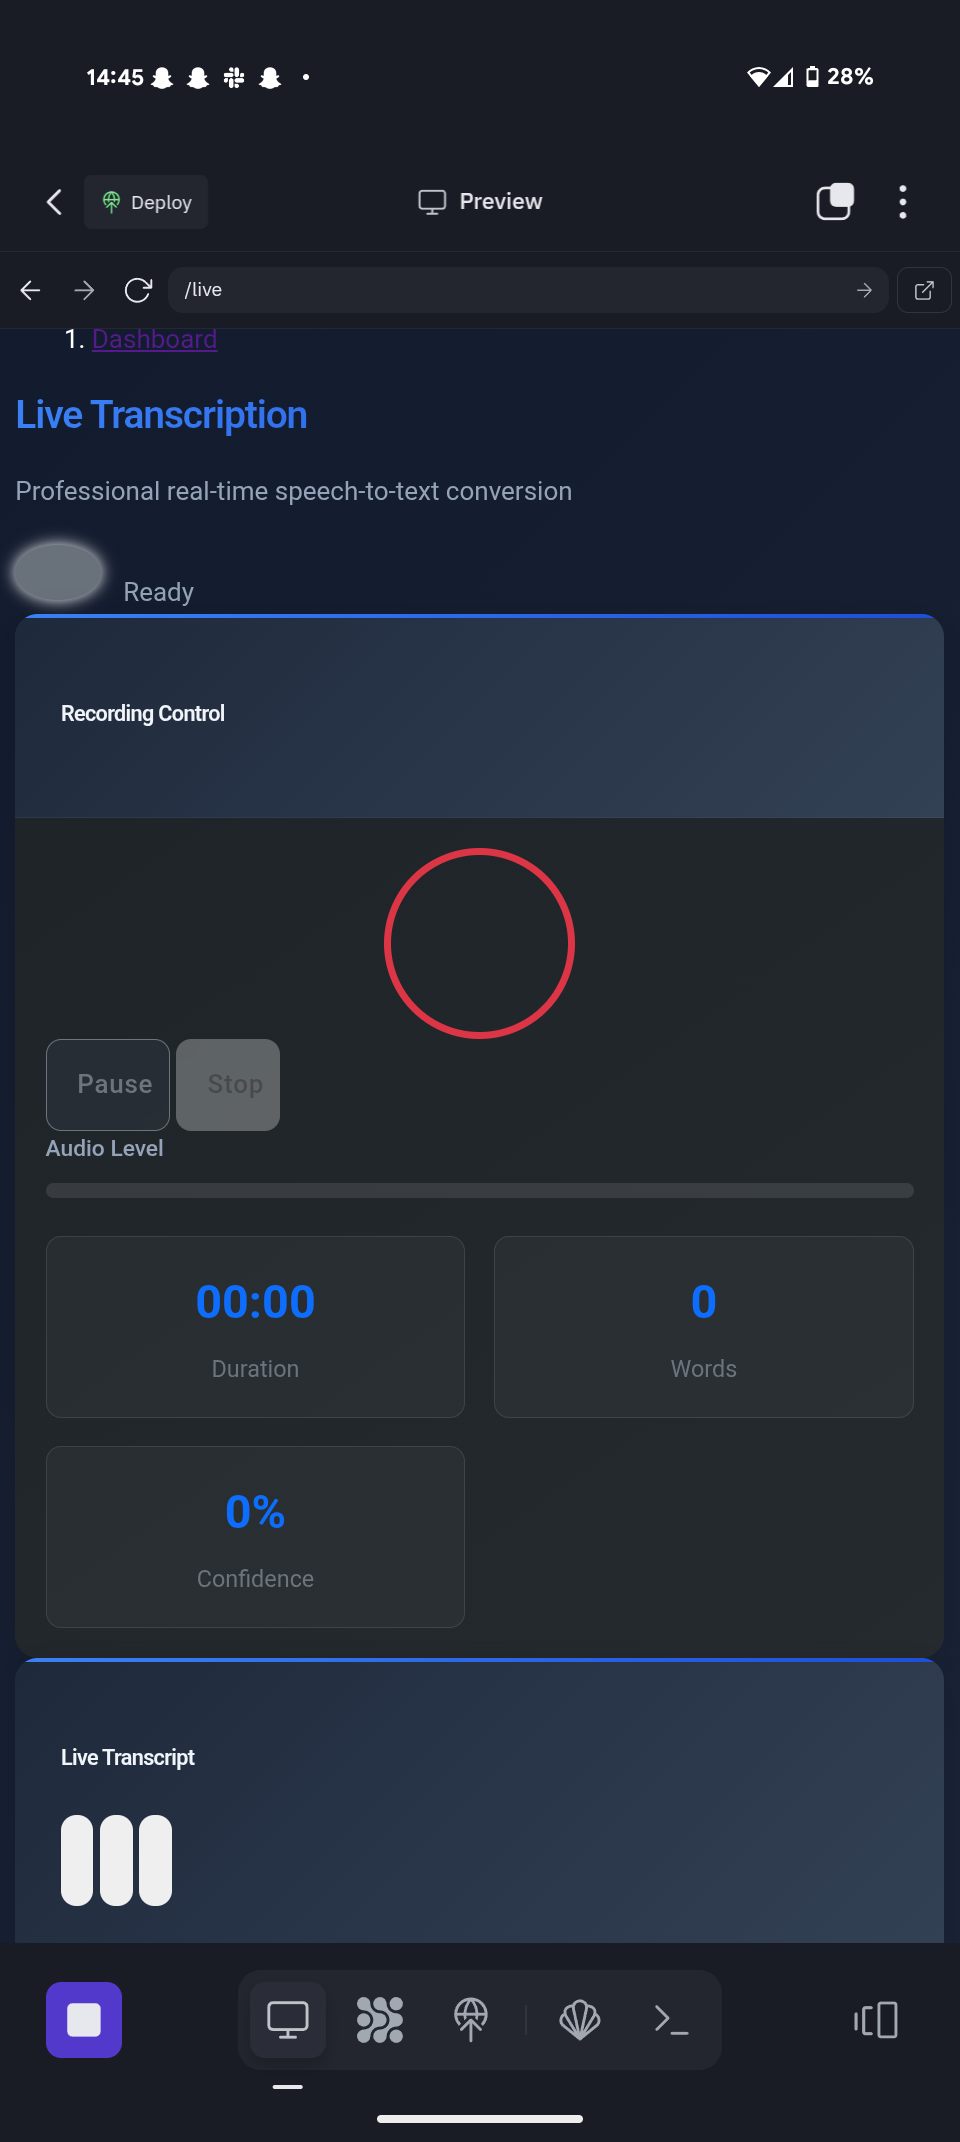 14:45
28%
Deploy
Preview
/live
1. Dashboard
Live Transcription
Professional real-time speech-to-text conversion
Ready
Recording Control
Pause
Stop
Audio Level
00:00
0
Duration
Words
0%
Confidence
Live Transcript